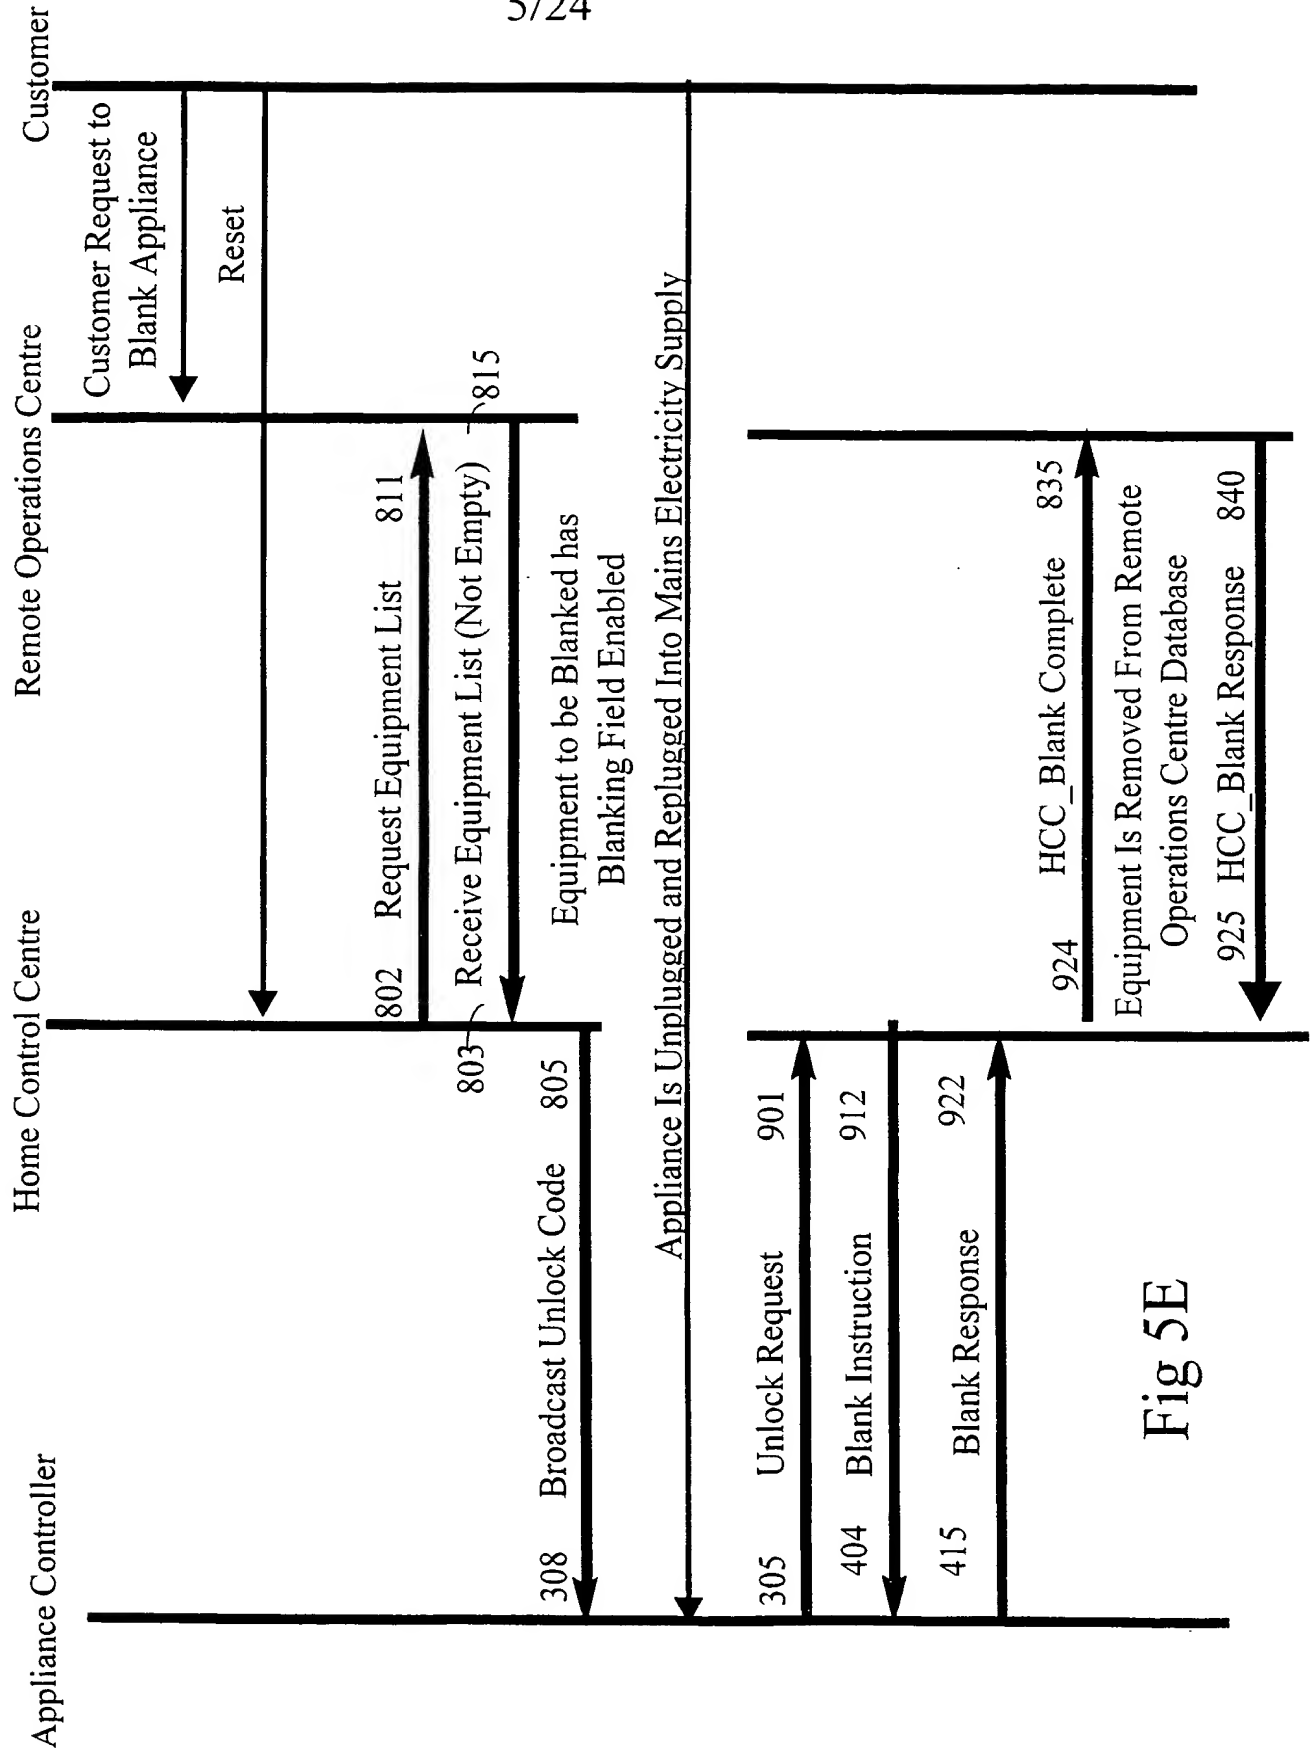 5/24
Appliance Controller
Home Control Centre
Remote Operations Centre
Customer
Customer Request to
Blank Appliance
Reset
802 Request Equipment List 811
803 Receive Equipment List (Not Empty) 815
Equipment to be Blanked has
Blanking Field Enabled
308 Broadcast Unlock Code 805
Appliance Is Unplugged and Replugged Into Mains Electricity Supply
305 Unlock Request 901
404 Blank Instruction 912
415 Blank Response 922
924 HCC_Blank Complete 835
Equipment Is Removed From Remote
Operations Centre Database
925 HCC_Blank Response 840
Fig 5E